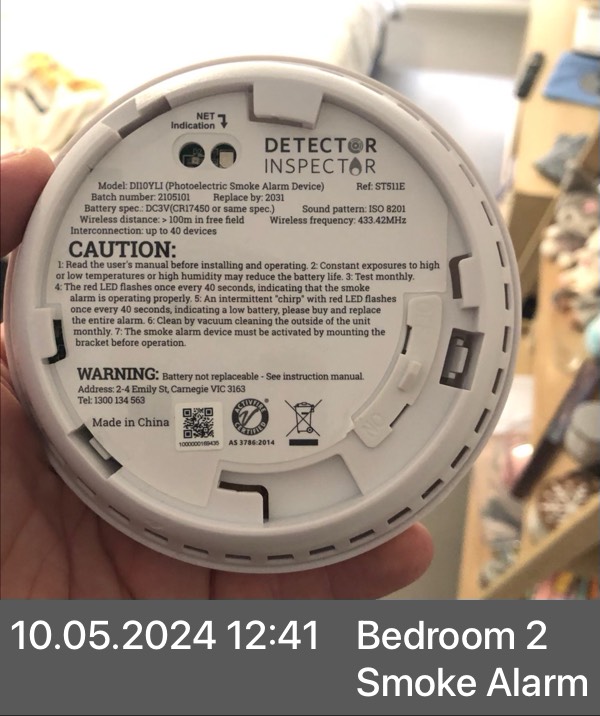 NET
Indication
DETECTOR
INSPECTOR
Model: DI10YLI (Photoelectric Smoke Alarm Device) Ref: ST511E
Batch number: 2105101 Replace by: 2031
Battery spec.: DC3V(CR17450 or same spec.) Sound pattern: ISO 8201
Wireless distance: > 100m in free field Wireless frequency: 433.42MHz
Interconnection: up to 40 devices
CAUTION:
1: Read the user's manual before installing and operating. 2: Constant exposures to high
or low temperatures or high humidity may reduce the battery life. 3: Test monthly.
4: The red LED flashes once every 40 seconds, indicating that the smoke
alarm is operating properly. 5: An intermittent "chirp" with red LED flashes
once every 40 seconds, indicating a low battery, please buy and replace
the entire alarm. 6: Clean by vacuum cleaning the outside of the unit
monthly. 7: The smoke alarm device must be activated by mounting the
bracket before operation.
WARNING: Battery not replaceable - See instruction manual.
Address: 2-4 Emily St, Carnegie VIC 3163
Tel: 1300 134 563
Made in China
ACTIVFIRE
CERTIFIED
AS 3786:2014
10.05.2024 12:41
Bedroom 2
Smoke Alarm